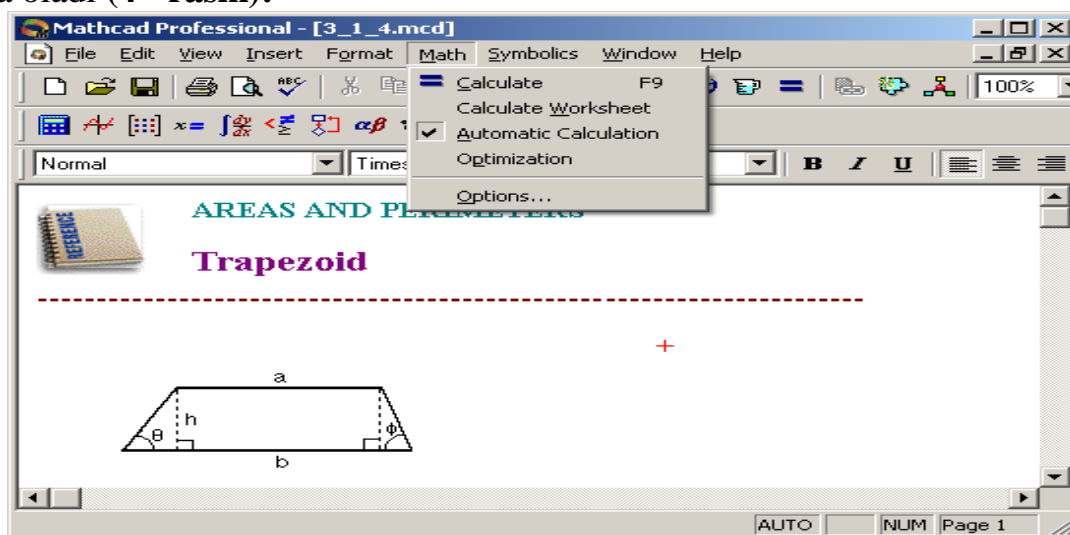 Mathcad Professional - [3_1_4.mcd]
File Edit View Insert Format Math Symbolics Window Help
100%
Calculate F9
Calculate Worksheet
Automatic Calculation
Optimization
Options...
Normal
B I U
AREAS AND PERIMETERS
REFERENCE
Trapezoid
a
h
θ
ϕ
b
AUTO NUM Page 1